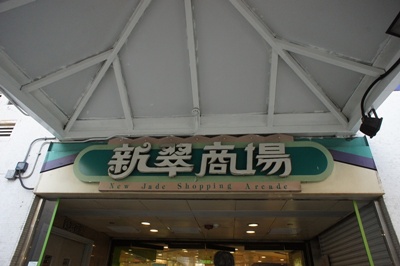 新翠商場
New Jade Shopping Arcade